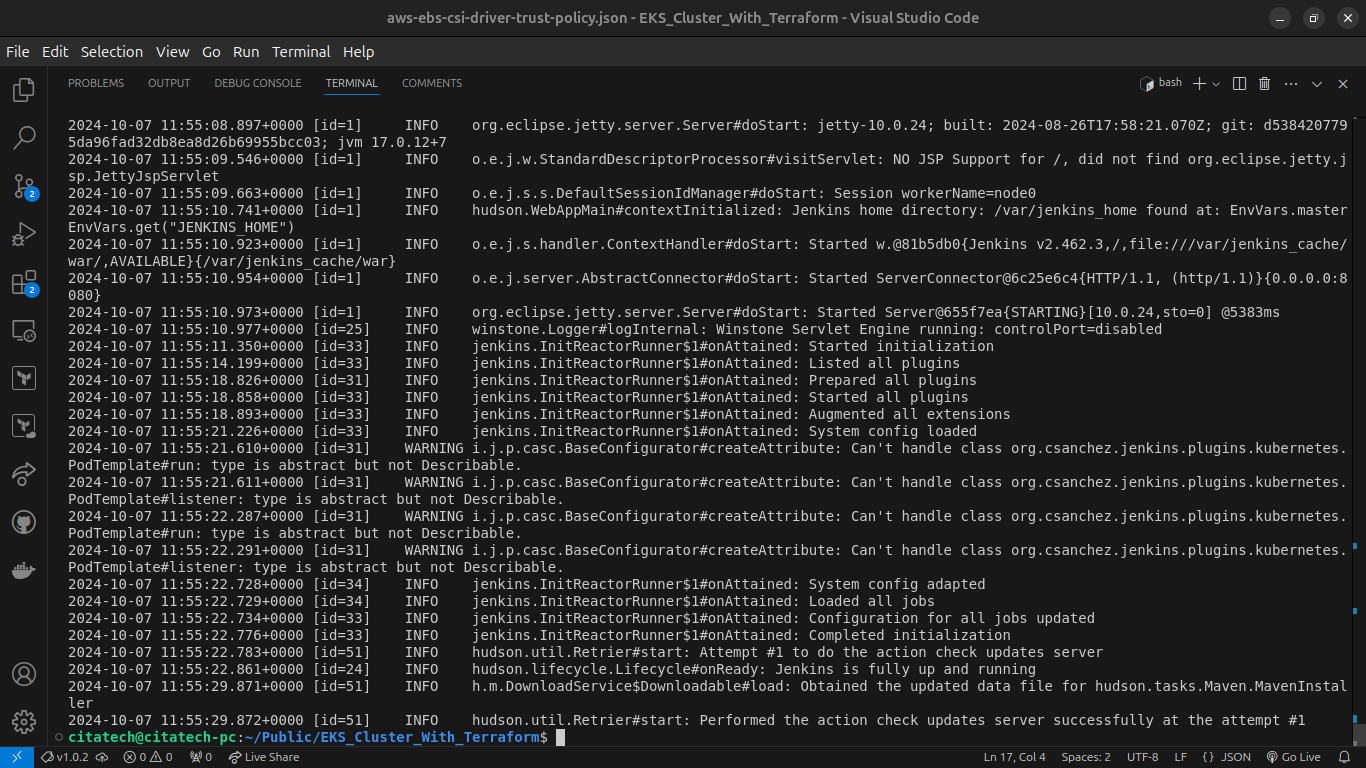 aws-ebs-csi-driver-trust-policy.json - EKS_Cluster_With_Terraform - Visual Studio Code
File Edit Selection View Go Run Terminal Help
PROBLEMS OUTPUT DEBUG CONSOLE TERMINAL COMMENTS bash
2024-10-07 11:55:08.897+0000 [id=1] INFO org.eclipse.jetty.server.Server#doStart: jetty-10.0.24; built: 2024-08-26T17:58:21.070Z; git: d538420779
5da96fad32db8ea8d26b69955bcc03; jvm 17.0.12+7
2024-10-07 11:55:09.546+0000 [id=1] INFO o.e.j.w.StandardDescriptorProcessor#visitServlet: NO JSP Support for /, did not find org.eclipse.jetty.j
sp.JettyJspServlet
2024-10-07 11:55:09.663+0000 [id=1] INFO o.e.j.s.s.DefaultSessionIdManager#doStart: Session workerName=node0
2024-10-07 11:55:10.741+0000 [id=1] INFO hudson.WebAppMain#contextInitialized: Jenkins home directory: /var/jenkins_home found at: EnvVars.master
EnvVars.get("JENKINS_HOME")
2024-10-07 11:55:10.923+0000 [id=1] INFO o.e.j.s.handler.ContextHandler#doStart: Started w.@81b5db0{Jenkins v2.462.3,/,file:///var/jenkins_cache/
war/,AVAILABLE}{/var/jenkins_cache/war}
2024-10-07 11:55:10.954+0000 [id=1] INFO o.e.j.server.AbstractConnector#doStart: Started ServerConnector@6c25e6c4{HTTP/1.1, (http/1.1)}{0.0.0.0:8
080}
2024-10-07 11:55:10.973+0000 [id=1] INFO org.eclipse.jetty.server.Server#doStart: Started Server@655f7ea{STARTING}[10.0.24,sto=0] @5383ms
2024-10-07 11:55:10.977+0000 [id=25] INFO winstone.Logger#logInternal: Winstone Servlet Engine running: controlPort=disabled
2024-10-07 11:55:11.350+0000 [id=33] INFO jenkins.InitReactorRunner$1#onAttained: Started initialization
2024-10-07 11:55:14.199+0000 [id=33] INFO jenkins.InitReactorRunner$1#onAttained: Listed all plugins
2024-10-07 11:55:18.826+0000 [id=31] INFO jenkins.InitReactorRunner$1#onAttained: Prepared all plugins
2024-10-07 11:55:18.858+0000 [id=33] INFO jenkins.InitReactorRunner$1#onAttained: Started all plugins
2024-10-07 11:55:18.893+0000 [id=33] INFO jenkins.InitReactorRunner$1#onAttained: Augmented all extensions
2024-10-07 11:55:21.226+0000 [id=33] INFO jenkins.InitReactorRunner$1#onAttained: System config loaded
2024-10-07 11:55:21.610+0000 [id=31] WARNING i.j.p.casc.BaseConfigurator#createAttribute: Can't handle class org.csanchez.jenkins.plugins.kubernetes.
PodTemplate#run: type is abstract but not Describable.
2024-10-07 11:55:21.611+0000 [id=31] WARNING i.j.p.casc.BaseConfigurator#createAttribute: Can't handle class org.csanchez.jenkins.plugins.kubernetes.
PodTemplate#listener: type is abstract but not Describable.
2024-10-07 11:55:22.287+0000 [id=31] WARNING i.j.p.casc.BaseConfigurator#createAttribute: Can't handle class org.csanchez.jenkins.plugins.kubernetes.
PodTemplate#run: type is abstract but not Describable.
2024-10-07 11:55:22.291+0000 [id=31] WARNING i.j.p.casc.BaseConfigurator#createAttribute: Can't handle class org.csanchez.jenkins.plugins.kubernetes.
PodTemplate#listener: type is abstract but not Describable.
2024-10-07 11:55:22.728+0000 [id=34] INFO jenkins.InitReactorRunner$1#onAttained: System config adapted
2024-10-07 11:55:22.729+0000 [id=34] INFO jenkins.InitReactorRunner$1#onAttained: Loaded all jobs
2024-10-07 11:55:22.734+0000 [id=33] INFO jenkins.InitReactorRunner$1#onAttained: Configuration for all jobs updated
2024-10-07 11:55:22.776+0000 [id=33] INFO jenkins.InitReactorRunner$1#onAttained: Completed initialization
2024-10-07 11:55:22.783+0000 [id=51] INFO hudson.util.Retrier#start: Attempt #1 to do the action check updates server
2024-10-07 11:55:22.861+0000 [id=24] INFO hudson.lifecycle.Lifecycle#onReady: Jenkins is fully up and running
2024-10-07 11:55:29.871+0000 [id=51] INFO h.m.DownloadService$Downloadable#load: Obtained the updated data file for hudson.tasks.Maven.MavenInstal
ler
2024-10-07 11:55:29.872+0000 [id=51] INFO hudson.util.Retrier#start: Performed the action check updates server successfully at the attempt #1
citatech@citatech-pc:~/Public/EKS_Cluster_With_Terraform$
2
2
v1.0.2 0 0 0 Live Share Ln 17, Col 4 Spaces: 2 UTF-8 LF { } JSON Go Live